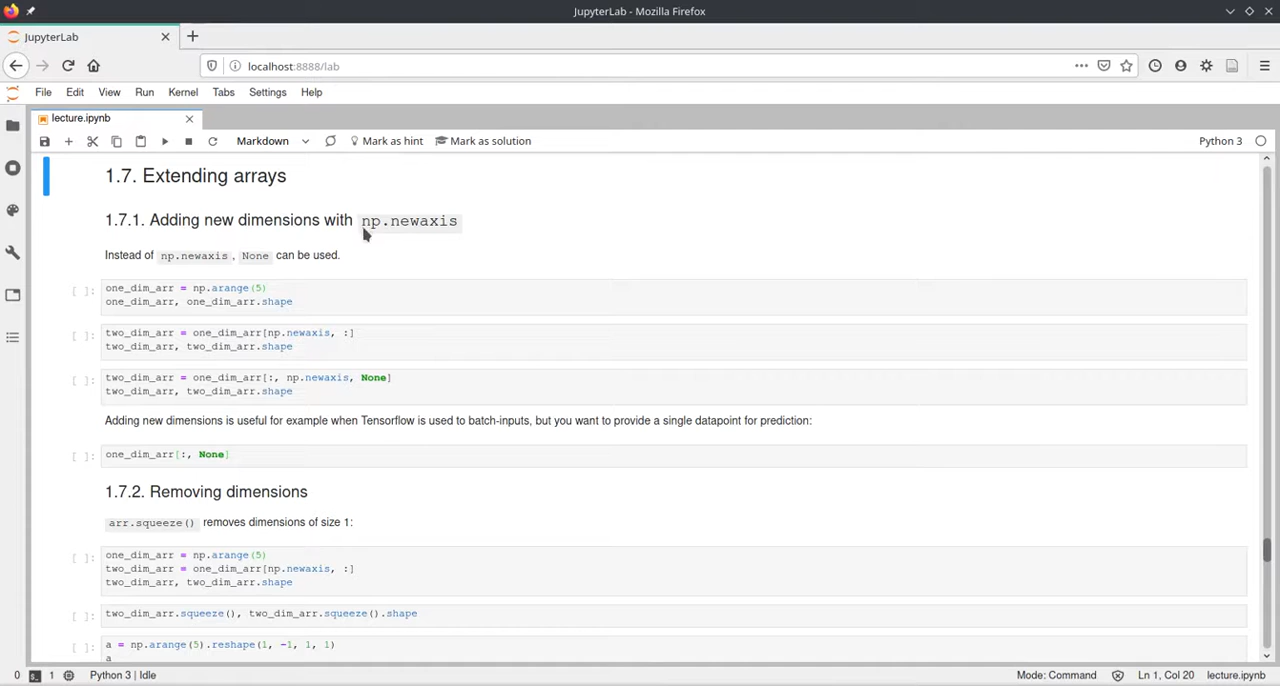 JupyterLab - Mozilla Firefox
JupyterLab
localhost:8888/lab
File Edit View Run Kernel Tabs Settings Help
lecture.ipynb
Markdown Mark as hint Mark as solution Python 3
1.7. Extending arrays
1.7.1. Adding new dimensions with np.newaxis
Instead of np.newaxis, None can be used.
[ ]: one_dim_arr = np.arange(5)
one_dim_arr, one_dim_arr.shape
[ ]: two_dim_arr = one_dim_arr[np.newaxis, :]
two_dim_arr, two_dim_arr.shape
[ ]: two_dim_arr = one_dim_arr[:, np.newaxis, None]
two_dim_arr, two_dim_arr.shape
Adding new dimensions is useful for example when Tensorflow is used to batch-inputs, but you want to provide a single datapoint for prediction:
[ ]: one_dim_arr[:, None]
1.7.2. Removing dimensions
arr.squeeze() removes dimensions of size 1:
[ ]: one_dim_arr = np.arange(5)
two_dim_arr = one_dim_arr[np.newaxis, :]
two_dim_arr, two_dim_arr.shape
[ ]: two_dim_arr.squeeze(), two_dim_arr.squeeze().shape
[ ]: a = np.arange(5).reshape(1, -1, 1, 1)
a
0 1 Python 3 | Idle Mode: Command Ln 1, Col 20 lecture.ipynb